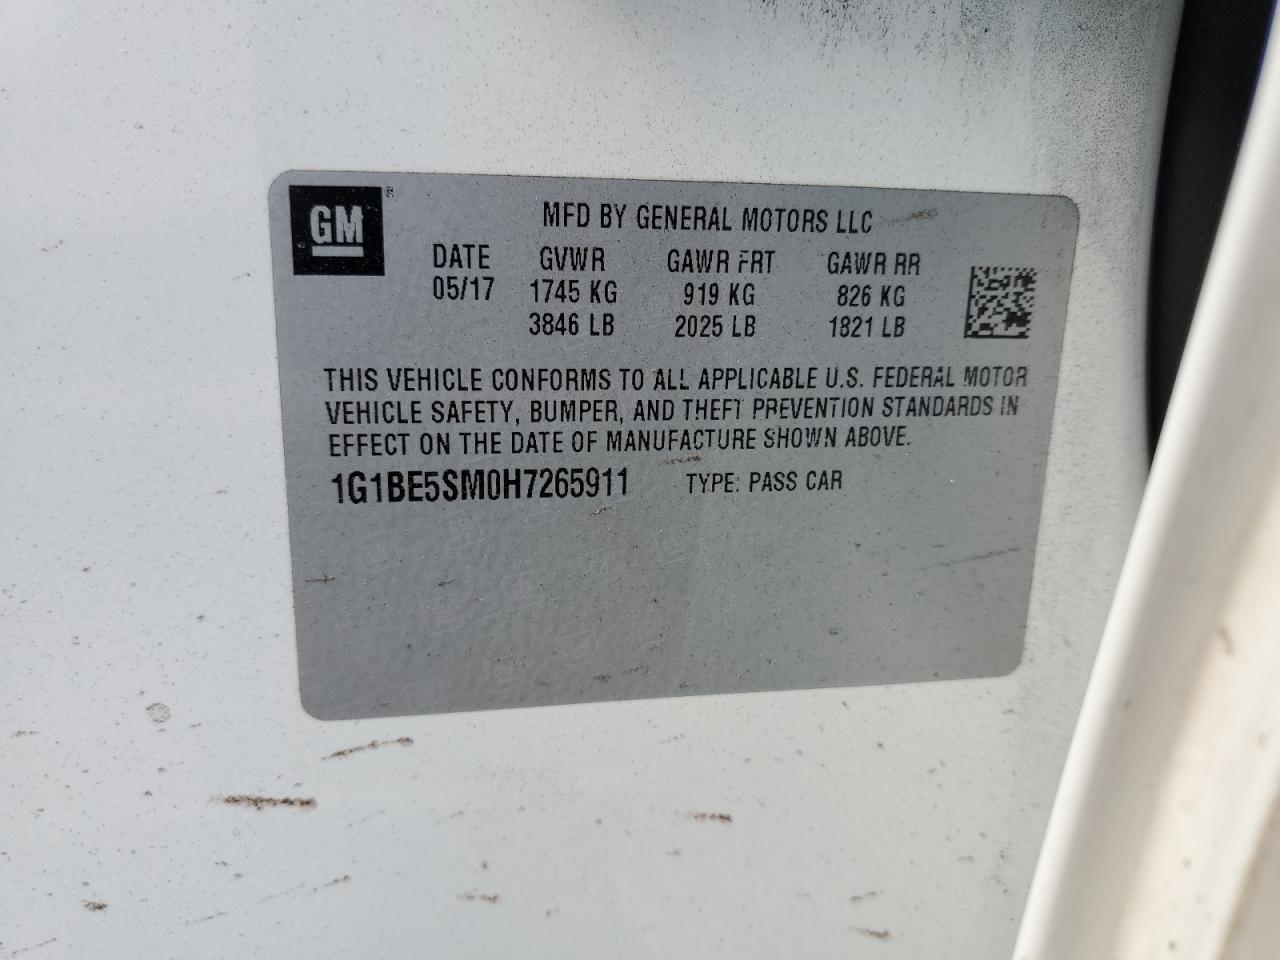 GM ®
MFD BY GENERAL MOTORS LLC
DATE GVWR GAWR FRT GAWR RR
05/17 1745 KG 919 KG 826 KG
3846 LB 2025 LB 1821 LB
THIS VEHICLE CONFORMS TO ALL APPLICABLE U.S. FEDERAL MOTOR
VEHICLE SAFETY, BUMPER, AND THEFT PREVENTION STANDARDS IN
EFFECT ON THE DATE OF MANUFACTURE SHOWN ABOVE.
1G1BE5SM0H7265911 TYPE: PASS CAR